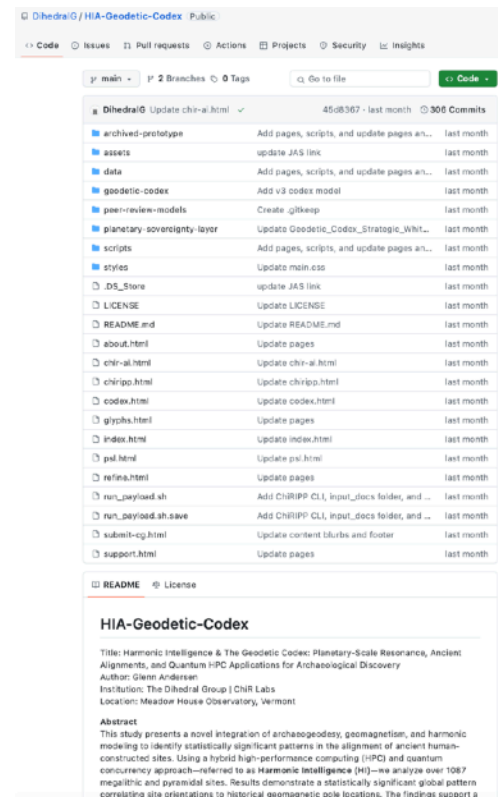 DihedralG / HIA-Geodetic-Codex Public
Code Issues Pull requests Actions Projects Security Insights
main 2 Branches 0 Tags Go to file Code
DihedralG Update chir-ai.html 45d8367 · last month 306 Commits
archived-prototype Add pages, scripts, and update pages an... last month
assets update JAS link last month
data Add pages, scripts, and update pages an... last month
geodetic-codex Add v3 codex model last month
peer-review-models Create .gitkeep last month
planetary-sovereignty-layer Update Geodetic_Codex_Strategic_Whit... last month
scripts Add pages, scripts, and update pages an... last month
styles Update main.css last month
.DS_Store update JAS link last month
LICENSE Update LICENSE last month
README.md Update README.md last month
about.html Update pages last month
chir-ai.html Update chir-ai.html last month
chiripp.html Update chiripp.html last month
codex.html Update codex.html last month
glyphs.html Update pages last month
index.html Update index.html last month
psl.html Update psl.html last month
refine.html Update pages last month
run_payload.sh Add ChiRIPP CLI, input_docs folder, and ... last month
run_payload.sh.save Add ChiRIPP CLI, input_docs folder, and ... last month
submit-cg.html Update content blurbs and footer last month
support.html Update pages last month
README License
HIA-Geodetic-Codex
Title: Harmonic Intelligence & The Geodetic Codex: Planetary-Scale Resonance, Ancient
Alignments, and Quantum HPC Applications for Archaeological Discovery
Author: Glenn Andersen
Institution: The Dihedral Group | ChiR Labs
Location: Meadow House Observatory, Vermont
Abstract
This study presents a novel integration of archaeogeodesy, geomagnetism, and harmonic
modeling to identify statistically significant patterns in the alignment of ancient human-
constructed sites. Using a hybrid high-performance computing (HPC) and quantum
concurrency approach—referred to as Harmonic Intelligence (HI)—we analyze over 1087
megalithic and pyramidal sites. Results demonstrate a statistically significant global pattern
correlating site orientations to historical geomagnetic pole locations. The findings support a